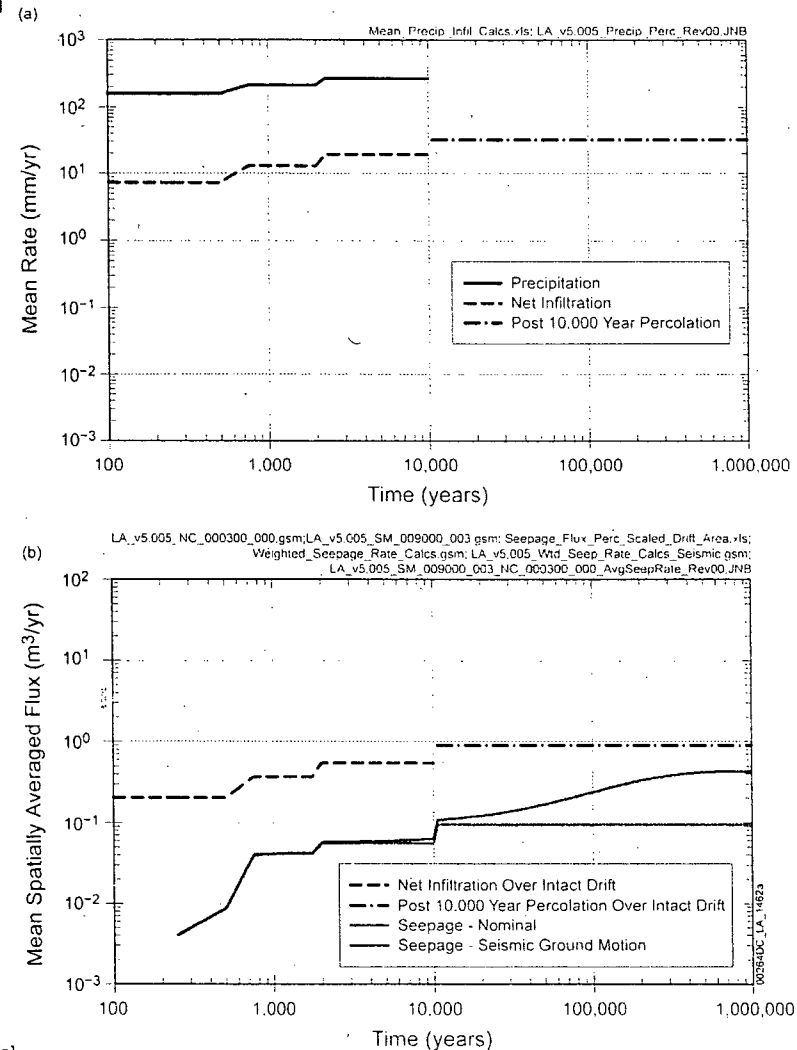 (a)
Mean_Precip_Infil_Calcs.xls; LA_v5.005_Precip_Perc_Rev00.JNB
10³
10²
10¹
10⁰
10⁻¹
10⁻²
10⁻³
Mean Rate (mm/yr)
Precipitation
Net Infiltration
Post 10,000 Year Percolation
100
1,000
10,000
100,000
1,000,000
Time (years)
LA_v5.005_NC_000300_000.gsm;LA_v5.005_SM_009000_003.gsm; Seepage_Flux_Perc_Scaled_Drift_Area.xls;
(b)
Weighted_Seepage_Rate_Calcs.gsm; LA_v5.005_Wtd_Seep_Rate_Calcs_Seismic.gsm;
LA_v5.005_SM_009000_003_NC_000300_000_AvgSeepRate_Rev00.JNB
10²
10¹
10⁰
10⁻¹
10⁻²
10⁻³
Mean Spatially Averaged Flux (m³/yr)
Net Infiltration Over Intact Drift
Post 10,000 Year Percolation Over Intact Drift
Seepage - Nominal
Seepage - Seismic Ground Motion
00264DC_LA_1462a
100
1,000
10,000
100,000
1,000,000
Time (years)